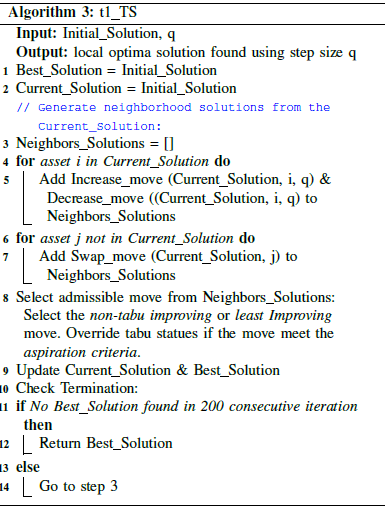 Algorithm 3: t1_TS
Input: Initial_Solution, q
Output: local optima solution found using step size q
1 Best_Solution = Initial_Solution
2 Current_Solution = Initial_Solution
// Generate neighborhood solutions from the
Current_Solution:
3 Neighbors_Solutions = []
4 for asset i in Current_Solution do
5 Add Increase_move (Current_Solution, i, q) &
Decrease_move ((Current_Solution, i, q) to
Neighbors_Solutions
6 for asset j not in Current_Solution do
7 Add Swap_move (Current_Solution, j) to
Neighbors_Solutions
8 Select admissible move from Neighbors_Solutions:
Select the non-tabu improving or least Improving
move. Override tabu statues if the move meet the
aspiration criteria.
9 Update Current_Solution & Best_Solution
10 Check Termination:
11 if No Best_Solution found in 200 consecutive iteration
then
12 Return Best_Solution
13 else
14 Go to step 3